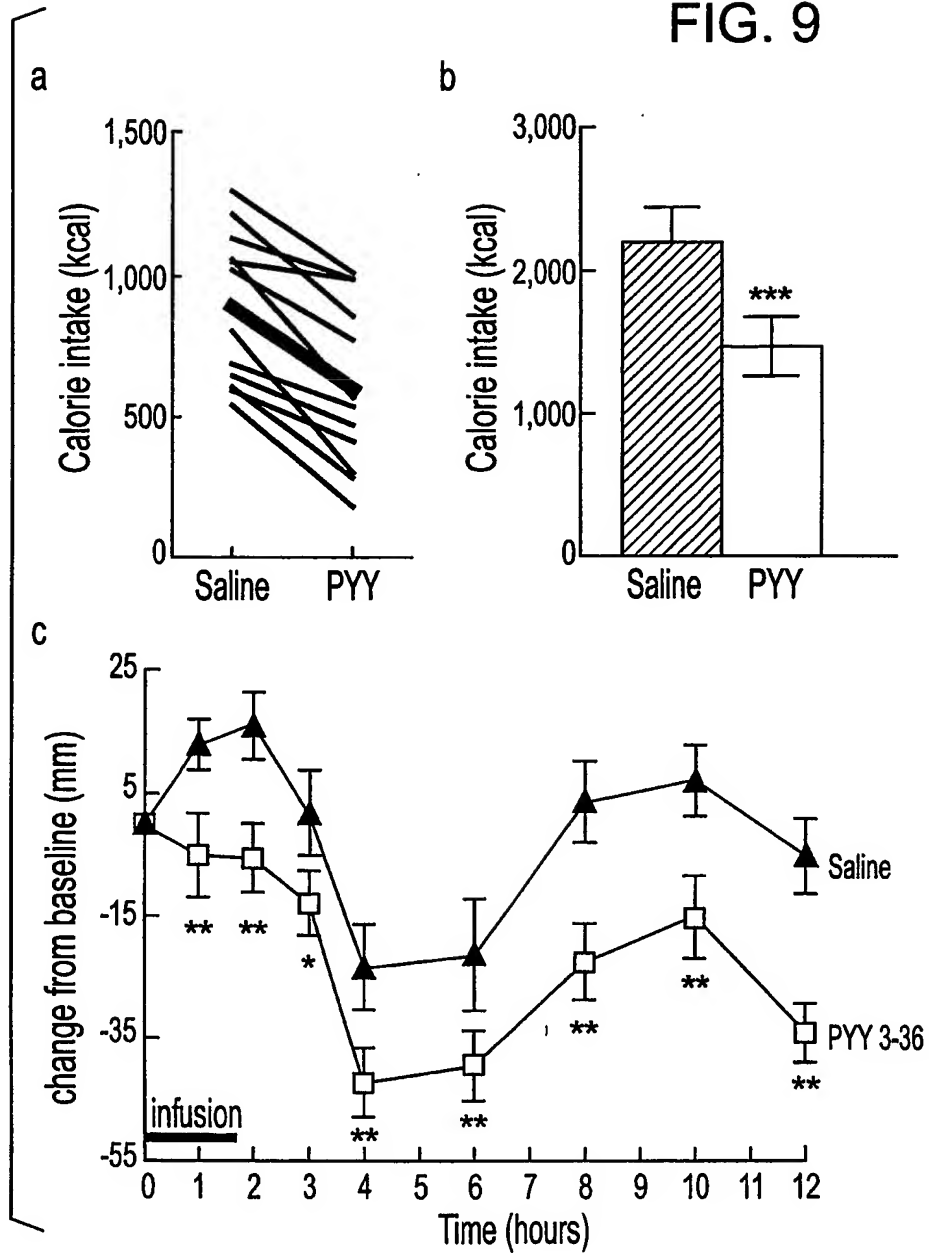 FIG. 9
a
Calorie intake (kcal)
1,500
1,000
500
0
Saline PYY
b
Calorie intake (kcal)
3,000
2,000
1,000
0
***
Saline PYY
c
change from baseline (mm)
25
5
-15
-35
-55
** ** * ** ** ** ** **
Saline
PYY 3-36
infusion
0 1 2 3 4 5 6 7 8 9 10 11 12
Time (hours)